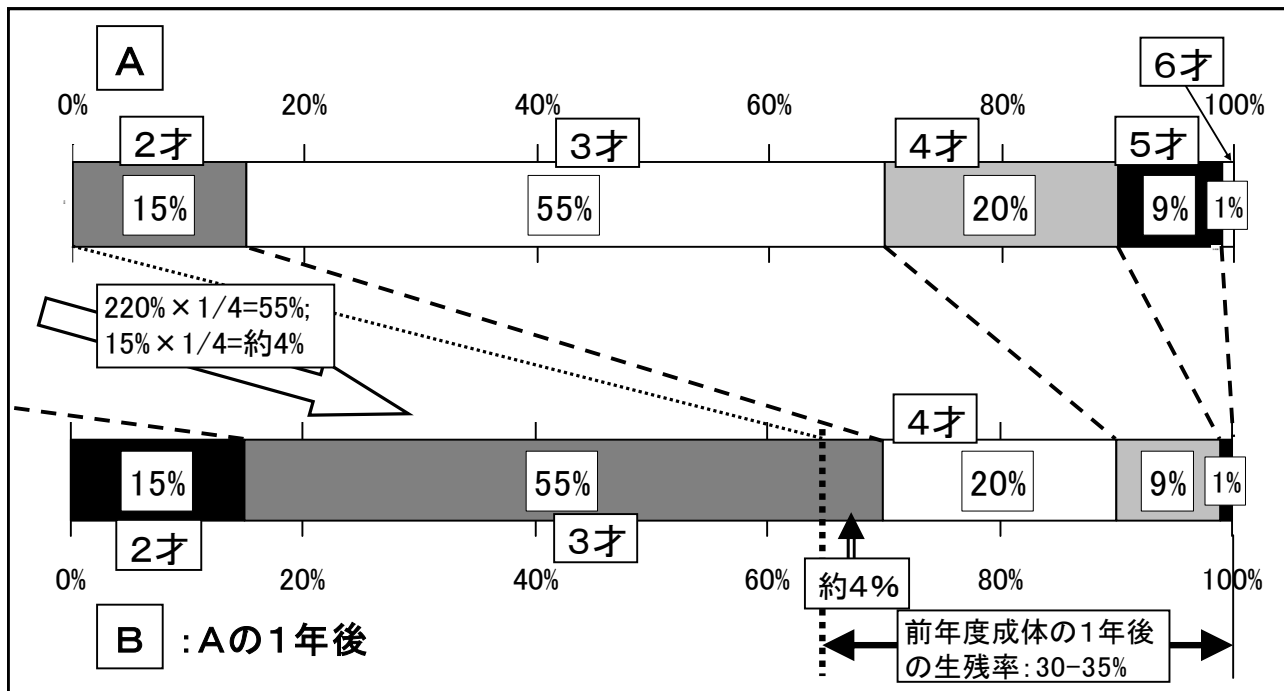 A
6才
0% 20% 40% 60% 80% 100%
2才 3才 4才 5才
15% 55% 20% 9% 1%
220%×1/4=55%;
15%×1/4=約4%
4才
15% 55% 20% 9% 1%
2才 3才
0% 20% 40% 60% 80% 100%
約4%
B :Aの1年後
前年度成体の1年後
の生残率:30-35%